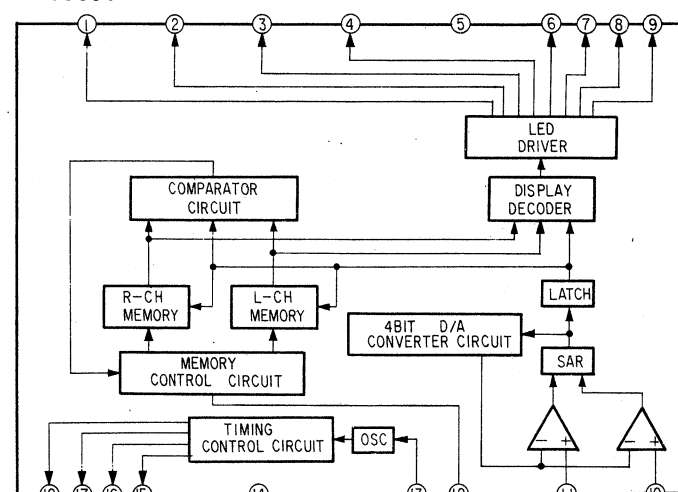 1 2 3 4 5 6 7 8 9
LED
DRIVER
COMPARATOR
CIRCUIT
DISPLAY
DECODER
R-CH
MEMORY
L-CH
MEMORY
LATCH
4BIT D/A
CONVERTER CIRCUIT
SAR
MEMORY
CONTROL CIRCUIT
TIMING
CONTROL CIRCUIT
OSC
− + − +